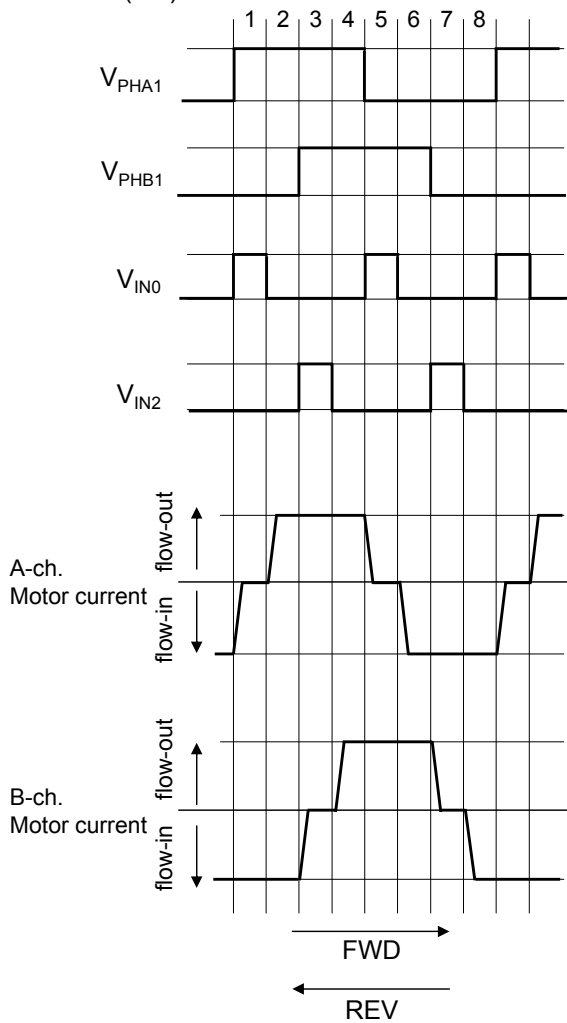 1 2 3 4 5 6 7 8
VPHA1
VPHB1
VIN0
VIN2
flow-out
A-ch.
Motor current
flow-in
flow-out
B-ch.
Motor current
flow-in
FWD
REV